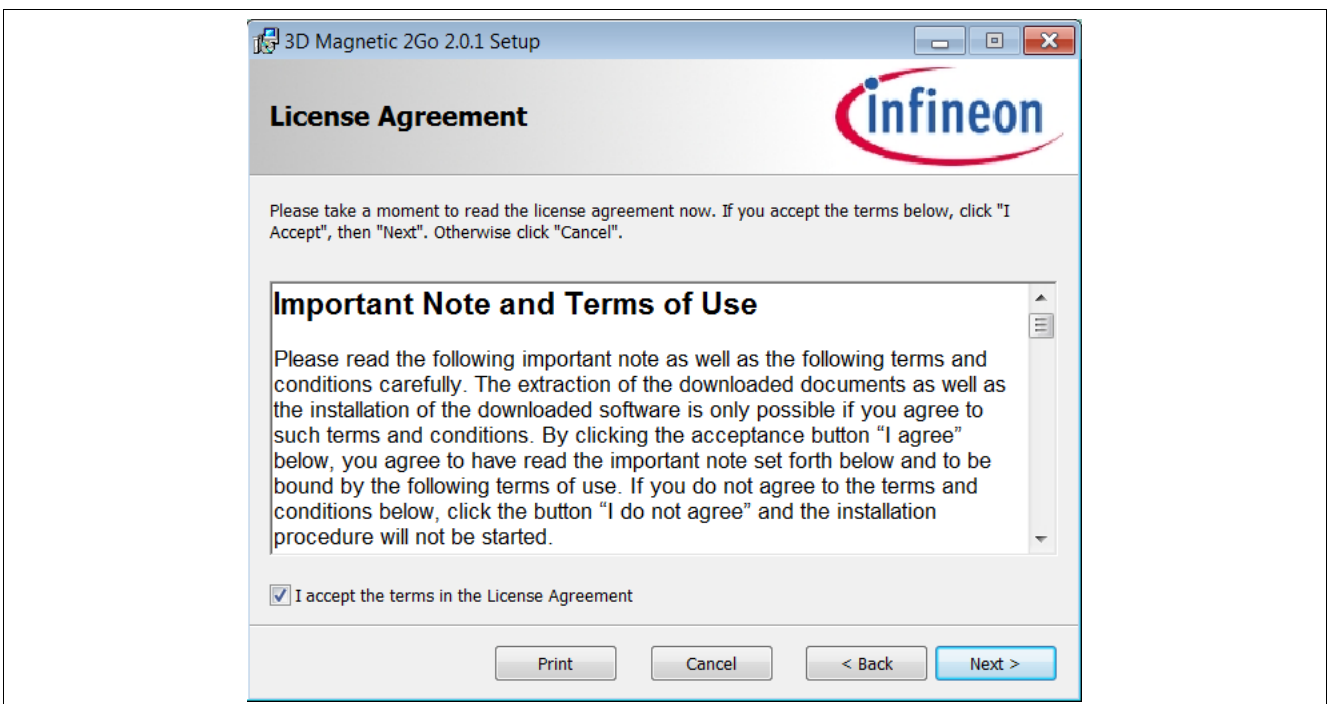 3D Magnetic 2Go 2.0.1 Setup
License Agreement
infineon
Please take a moment to read the license agreement now. If you accept the terms below, click "I
Accept", then "Next". Otherwise click "Cancel".
Important Note and Terms of Use
Please read the following important note as well as the following terms and
conditions carefully. The extraction of the downloaded documents as well as
the installation of the downloaded software is only possible if you agree to
such terms and conditions. By clicking the acceptance button “I agree”
below, you agree to have read the important note set forth below and to be
bound by the following terms of use. If you do not agree to the terms and
conditions below, click the button “I do not agree” and the installation
procedure will not be started.
I accept the terms in the License Agreement
Print Cancel < Back Next >